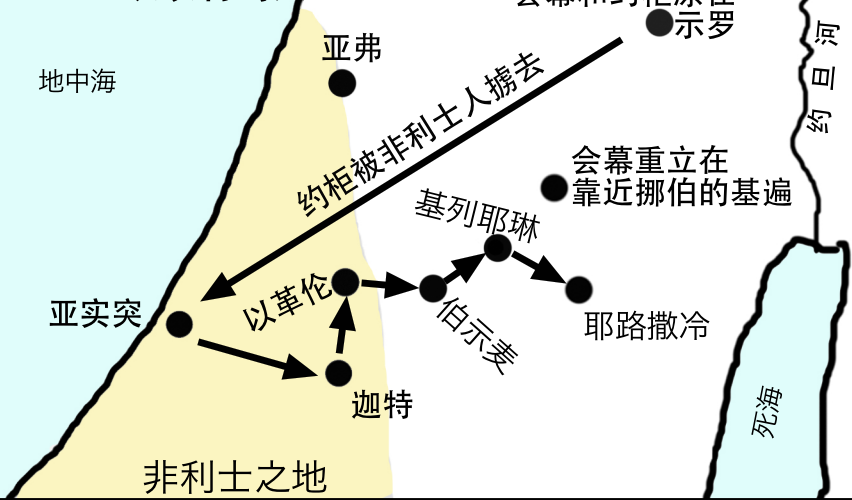 示罗
亚弗
地中海
约旦河
约柜被非利士人掳去
会幕重立在
靠近挪伯的基遍
基列耶琳
以革伦
亚实突
伯示麦
耶路撒冷
迦特
死海
非利士之地